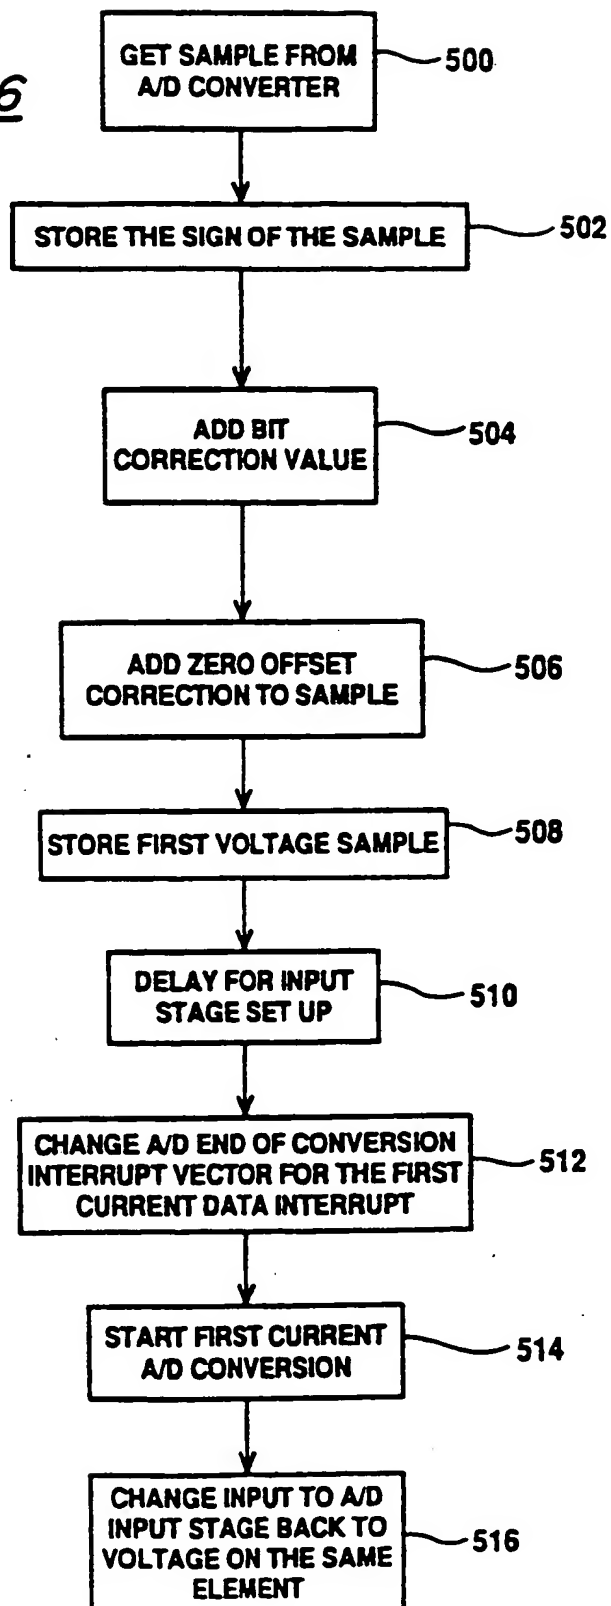 6
GET SAMPLE FROM
A/D CONVERTER
500
STORE THE SIGN OF THE SAMPLE
502
ADD BIT
CORRECTION VALUE
504
ADD ZERO OFFSET
CORRECTION TO SAMPLE
506
STORE FIRST VOLTAGE SAMPLE
508
DELAY FOR INPUT
STAGE SET UP
510
CHANGE A/D END OF CONVERSION
INTERRUPT VECTOR FOR THE FIRST
CURRENT DATA INTERRUPT
512
START FIRST CURRENT
A/D CONVERSION
514
CHANGE INPUT TO A/D
INPUT STAGE BACK TO
VOLTAGE ON THE SAME
ELEMENT
516